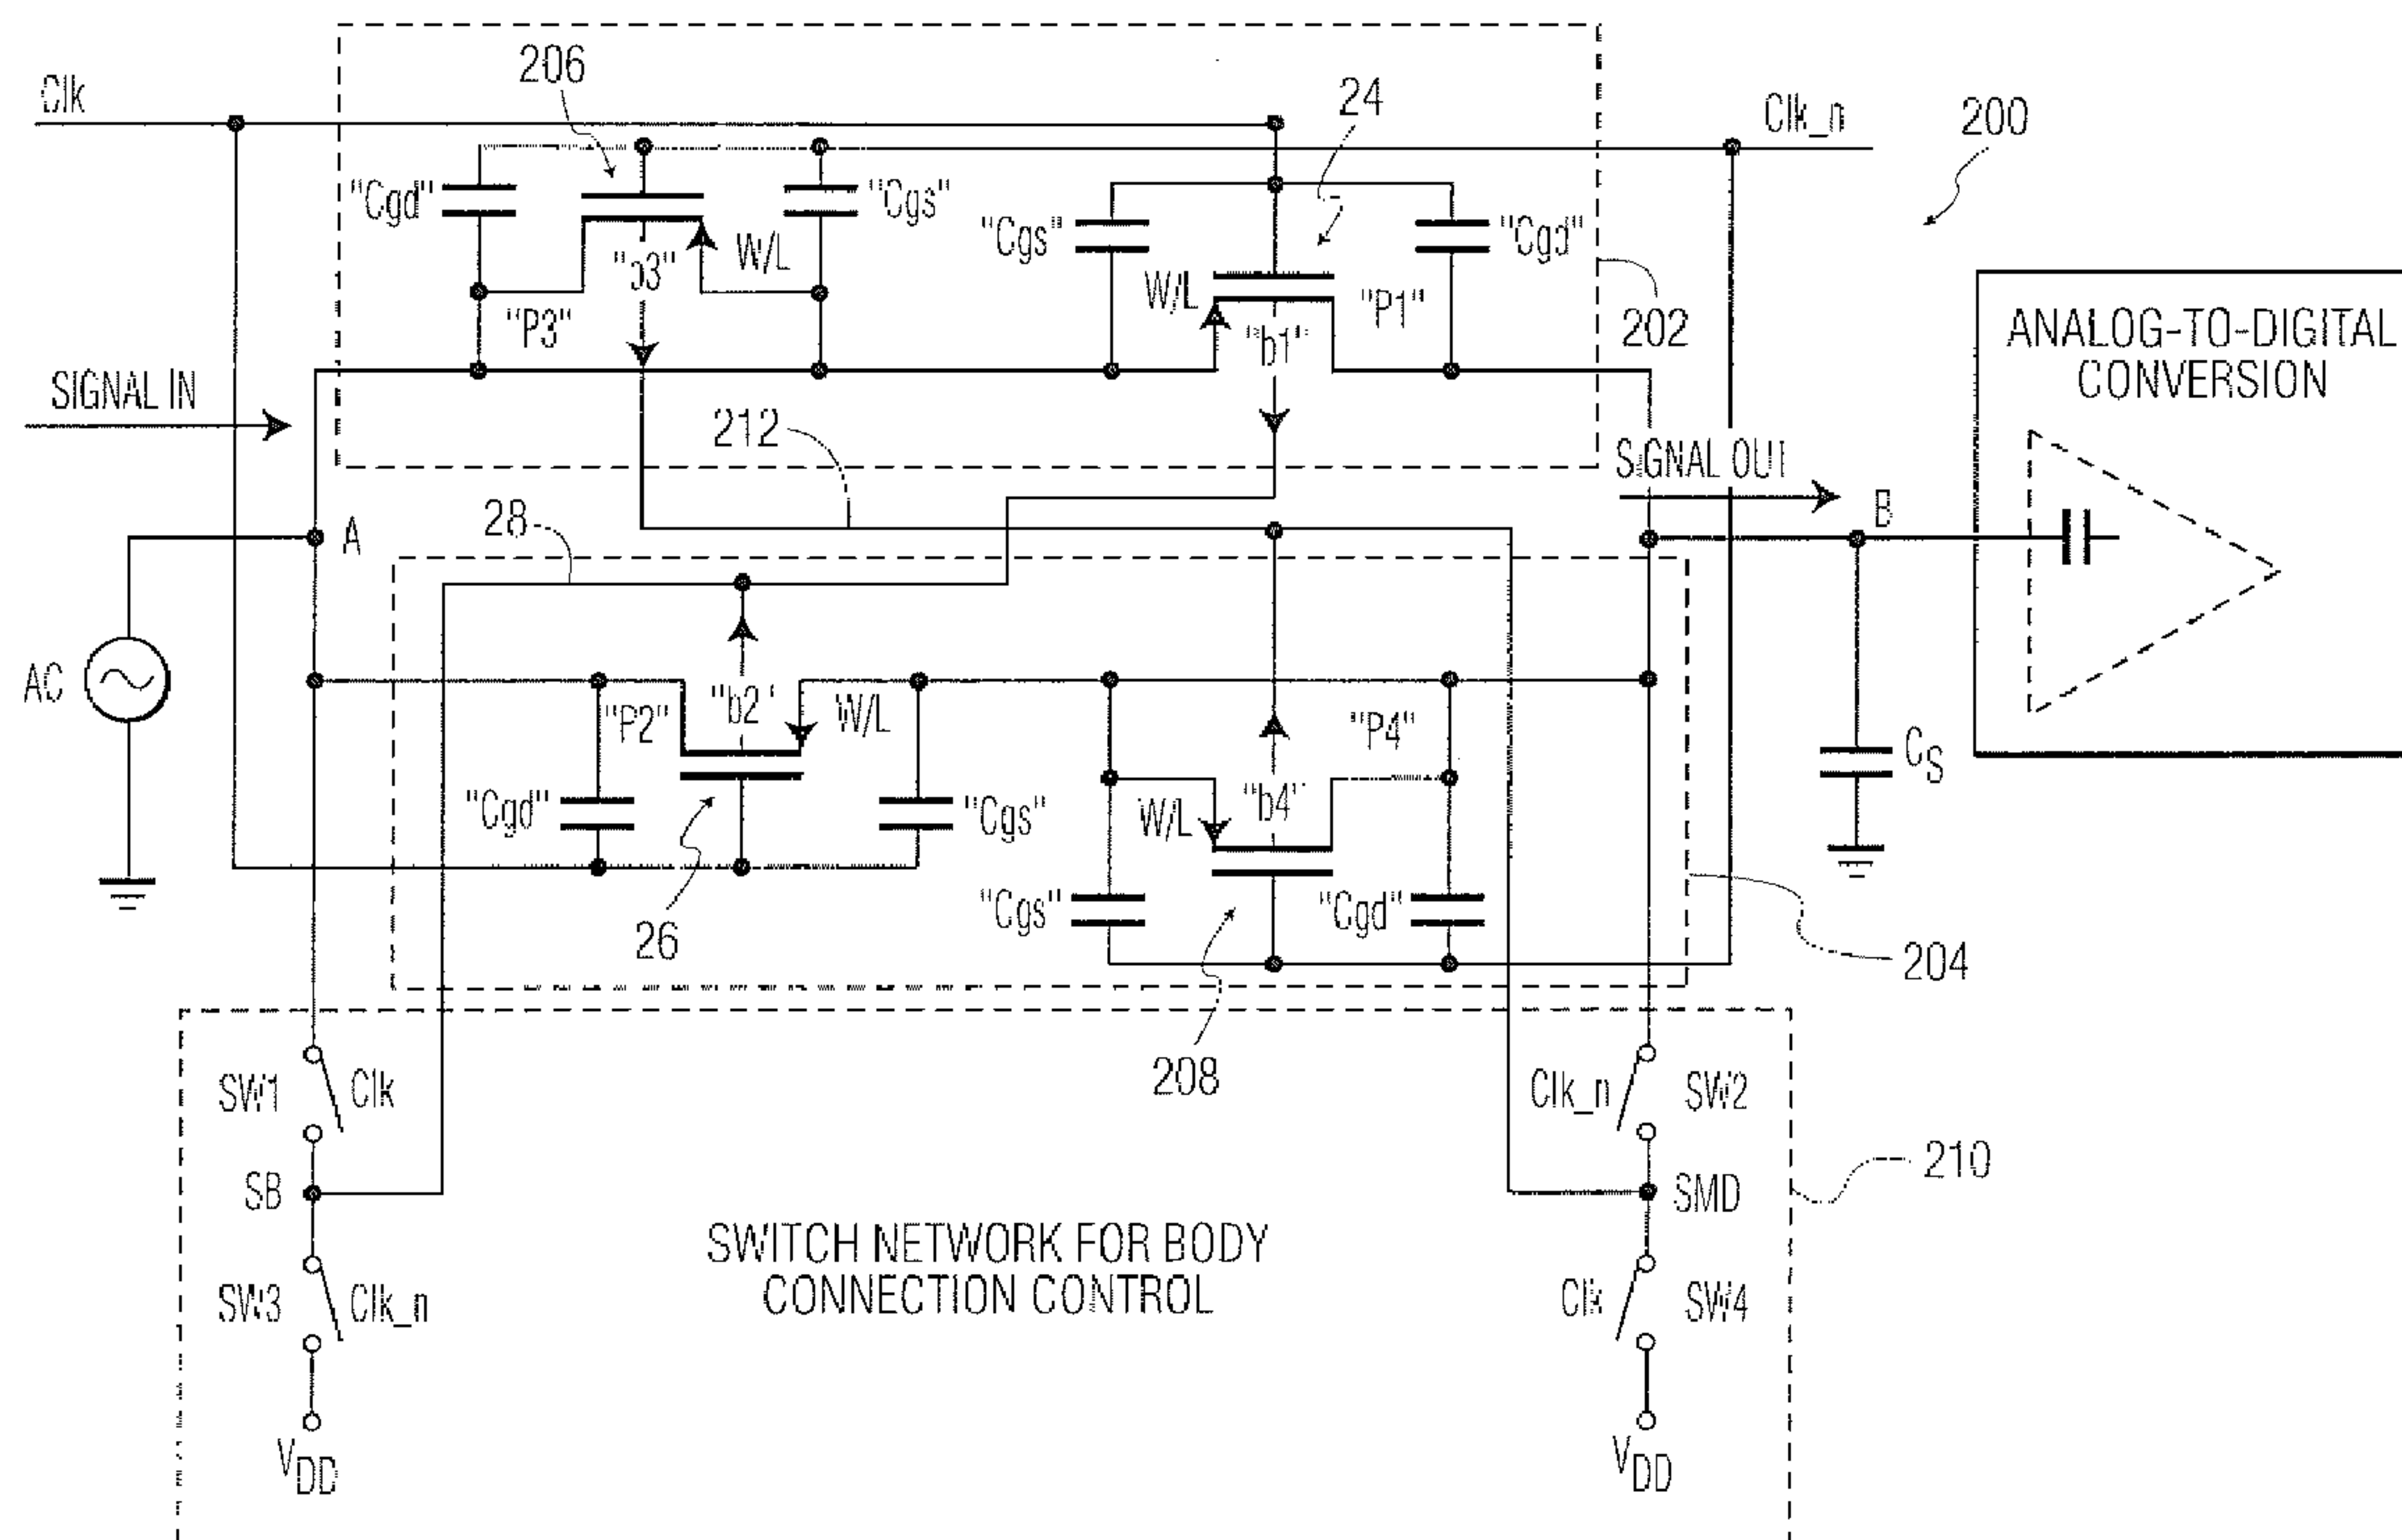 206
Clk
24
Clk_n
200
"Cgd"
"Cgs"
"Cgs"
"Cgd"
W/L
"b3"
W/L
"P1"
"P3"
"b1"
202
ANALOG-TO-DIGITAL
CONVERSION
SIGNAL IN
212
SIGNAL OUT
28
A
B
AC
"P2"
"b2"
W/L
"P4"
"Cgd"
"Cgs"
W/L
"b4"
CS
26
"Cgs"
"Cgd"
204
208
SW1
Clk
Clk_n
SW2
SB
SMD
210
SWITCH NETWORK FOR BODY
CONNECTION CONTROL
SW3
Clk_n
Clk
SW4
VDD
VDD